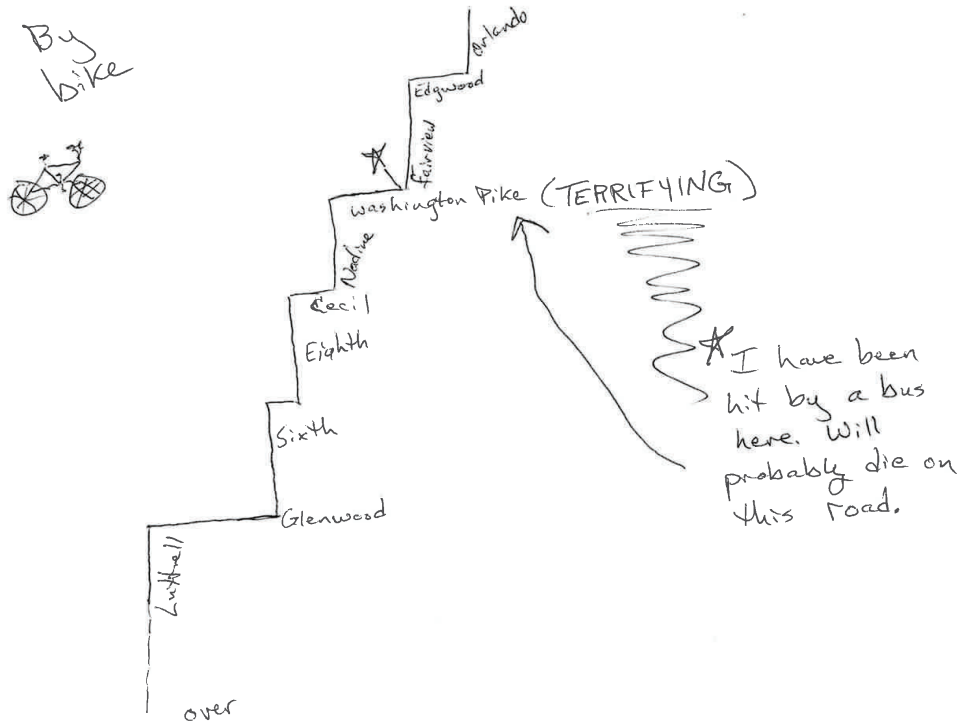 By
bike
Orlando
Edgwood
Fairview
Washington Pike (TERRIFYING)
Nadine
Cecil
Eighth
I have been
hit by a bus
here. Will
probably die on
this road.
Sixth
Glenwood
Luttrell
over